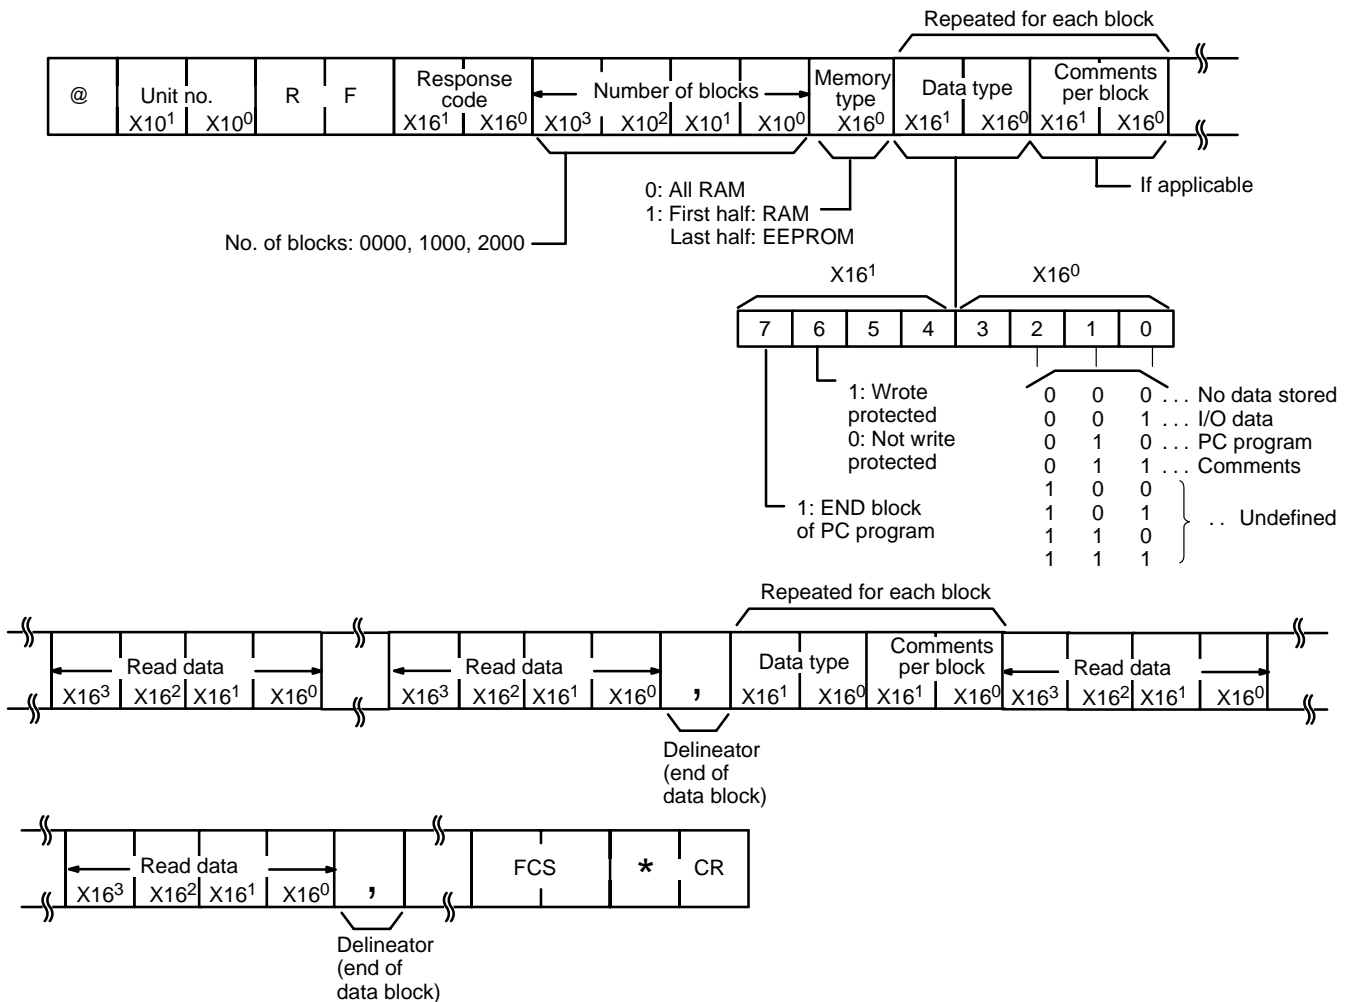 Repeated for each block
@ Unit no. R F Response code Number of blocks Memory type Data type Comments per block
X10¹ X10⁰ X16¹ X16⁰ X10³ X10² X10¹ X10⁰ X16⁰ X16¹ X16⁰ X16¹ X16⁰
If applicable
0: All RAM
1: First half: RAM
Last half: EEPROM
No. of blocks: 0000, 1000, 2000
X16¹ X16⁰
7 6 5 4 3 2 1 0
1: Wrote
protected
0: Not write
protected
1: END block
of PC program
0 0 0 . . . No data stored
0 0 1 . . . I/O data
0 1 0 . . . PC program
0 1 1 . . . Comments
1 0 0
1 0 1
1 1 0
1 1 1
. . Undefined
Repeated for each block
Read data Read data , Data type Comments per block Read data
X16³ X16² X16¹ X16⁰ X16³ X16² X16¹ X16⁰ X16¹ X16⁰ X16¹ X16⁰ X16³ X16² X16¹ X16⁰
Delineator
(end of
data block)
Read data , FCS * CR
X16³ X16² X16¹ X16⁰
Delineator
(end of
data block)